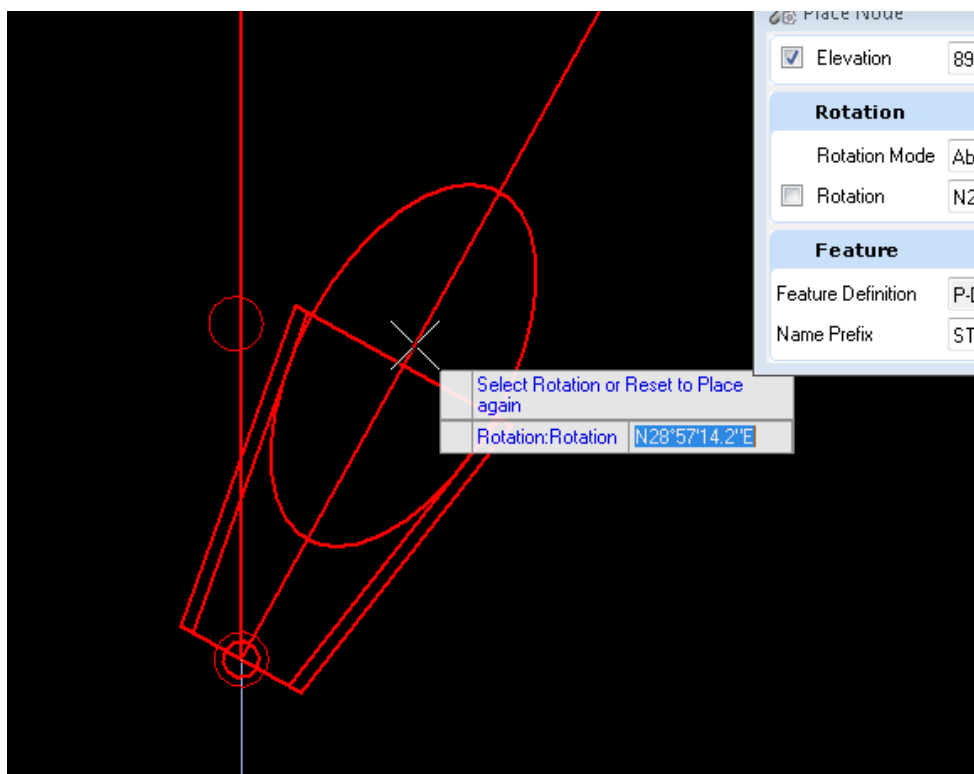 Place Node
Elevation 89
Rotation
Rotation Mode Ab
Rotation N2
Feature
Feature Definition P-D
Name Prefix ST
Select Rotation or Reset to Place
again
Rotation:Rotation N28°57'14.2"E